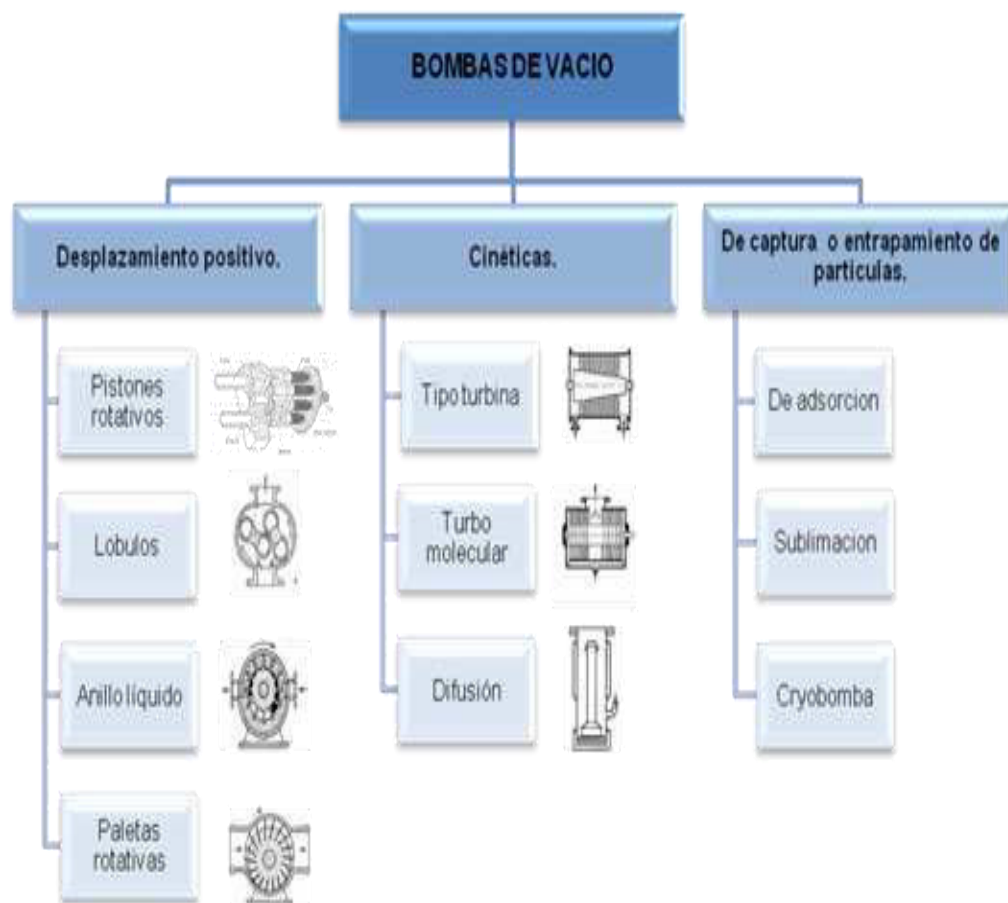 BOMBAS DE VACIO
Desplazamiento positivo.
Pistones
rotativos
Lobulos
Anillo líquido
Paletas
rotativas
Cinéticas.
Tipo turbina
Turbo
molecular
Difusión
De captura o entrapamiento de
particulas.
De adsorcion
Sublimacion
Cryobomba